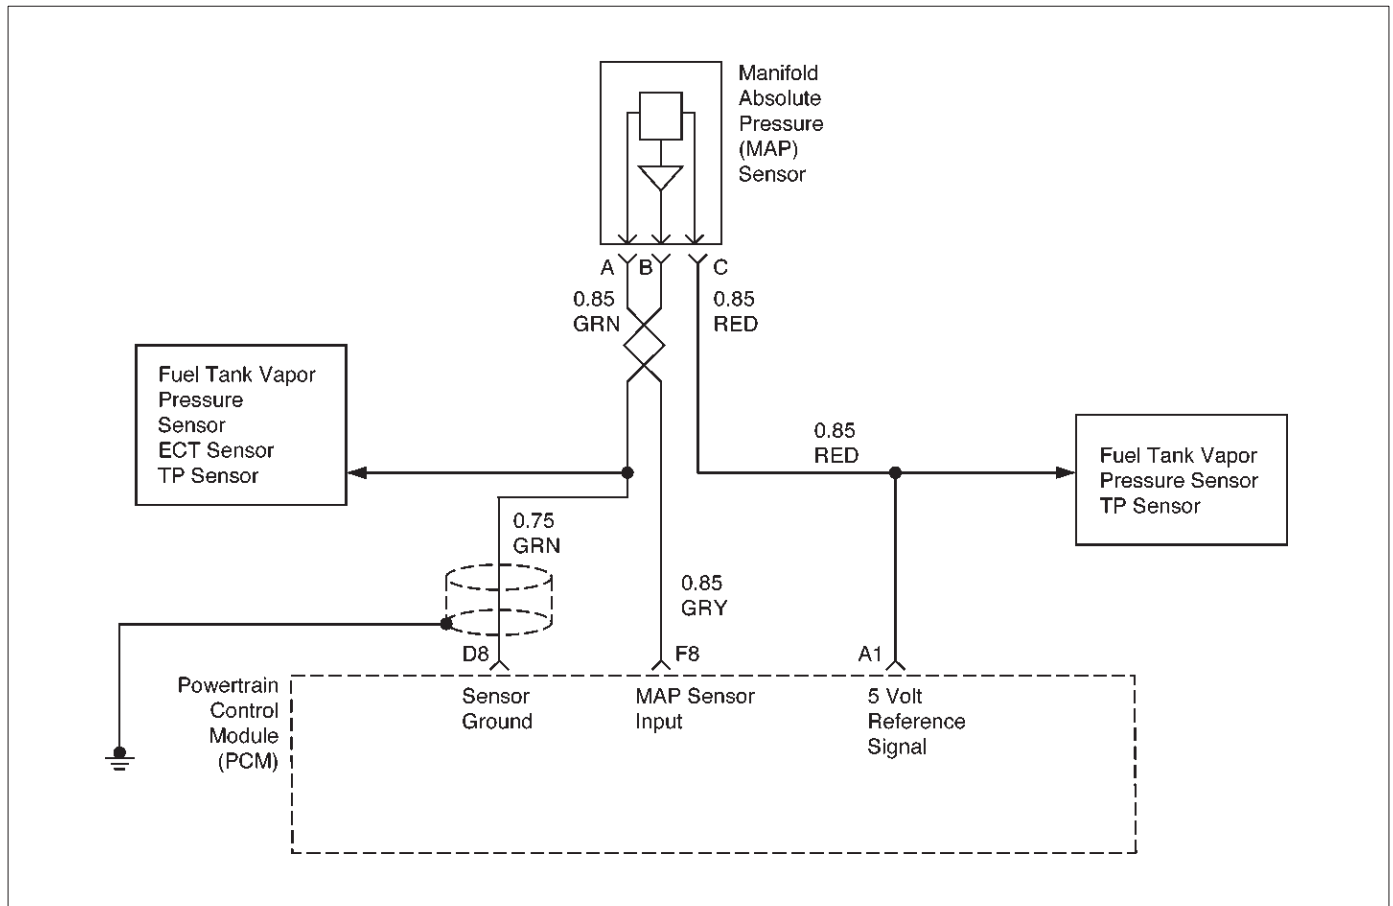 Manifold
Absolute
Pressure
(MAP)
Sensor
A
B
C
0.85
GRN
0.85
RED
Fuel Tank Vapor
Pressure
Sensor
ECT Sensor
TP Sensor
0.85
RED
Fuel Tank Vapor
Pressure Sensor
TP Sensor
0.75
GRN
0.85
GRY
D8
F8
A1
Powertrain
Control
Module
(PCM)
Sensor
Ground
MAP Sensor
Input
5 Volt
Reference
Signal